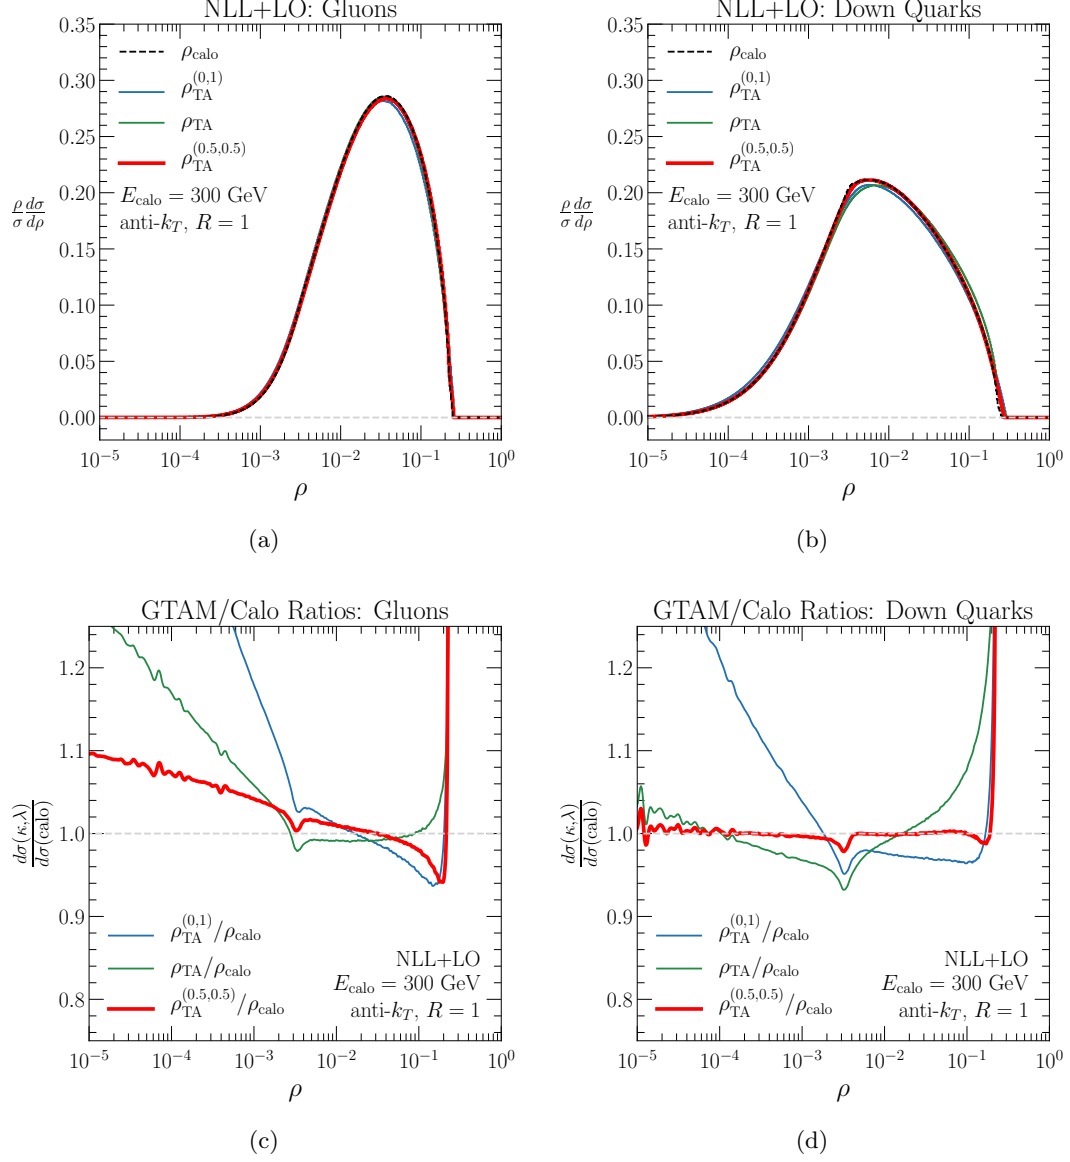 NLL+LO: Gluons
0.35
0.30
0.25
0.20
0.15
0.10
0.05
0.00
ρ/σ dσ/dρ
ρ_calo
ρ_TA^(0,1)
ρ_TA
ρ_TA^(0.5,0.5)
E_calo = 300 GeV
anti-k_T, R = 1
10^−5 10^−4 10^−3 10^−2 10^−1 10^0
ρ
(a)
NLL+LO: Down Quarks
0.35
0.30
0.25
0.20
0.15
0.10
0.05
0.00
ρ/σ dσ/dρ
ρ_calo
ρ_TA^(0,1)
ρ_TA
ρ_TA^(0.5,0.5)
E_calo = 300 GeV
anti-k_T, R = 1
10^−5 10^−4 10^−3 10^−2 10^−1 10^0
ρ
(b)
GTAM/Calo Ratios: Gluons
1.2
1.1
1.0
0.9
0.8
dσ(κ,λ)/dσ(calo)
ρ_TA^(0,1)/ρ_calo
ρ_TA/ρ_calo
ρ_TA^(0.5,0.5)/ρ_calo
NLL+LO
E_calo = 300 GeV
anti-k_T, R = 1
10^−5 10^−4 10^−3 10^−2 10^−1 10^0
ρ
(c)
GTAM/Calo Ratios: Down Quarks
1.2
1.1
1.0
0.9
0.8
dσ(κ,λ)/dσ(calo)
ρ_TA^(0,1)/ρ_calo
ρ_TA/ρ_calo
ρ_TA^(0.5,0.5)/ρ_calo
NLL+LO
E_calo = 300 GeV
anti-k_T, R = 1
10^−5 10^−4 10^−3 10^−2 10^−1 10^0
ρ
(d)